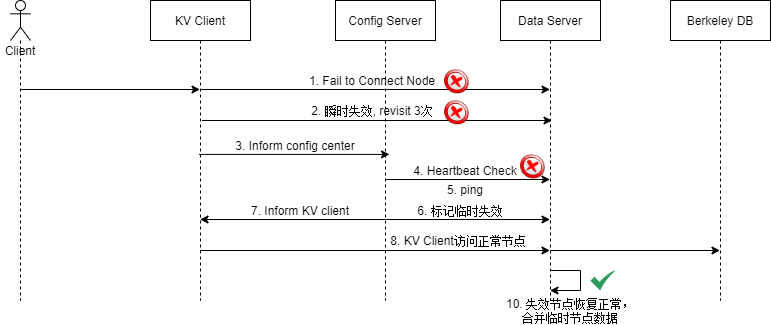 Client
KV Client
Config Server
Data Server
Berkeley DB
1. Fail to Connect Node
2. 瞬时失效, revisit 3次
3. Inform config center
4. Heartbeat Check
5. ping
7. Inform KV client
6. 标记临时失效
8. KV Client访问正常节点
10. 失效节点恢复正常，
合并临时节点数据